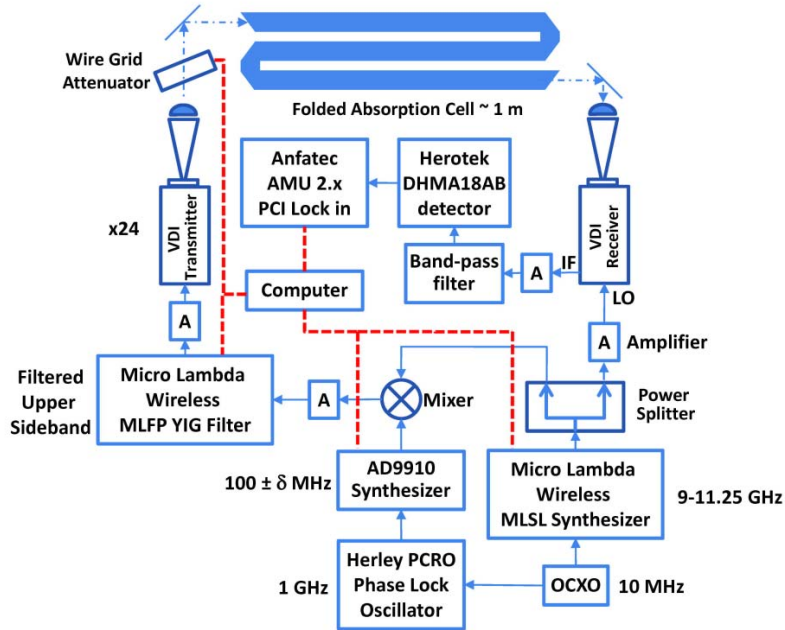 Wire Grid
Attenuator
Folded Absorption Cell ~ 1 m
x24
VDI
Transmitter
Anfatec
AMU 2.x
PCI Lock in
Herotek
DHMA18AB
detector
VDI
Receiver
Band-pass
filter
A
IF
LO
Computer
A
A
Amplifier
Filtered
Upper
Sideband
Micro Lambda
Wireless
MLFP YIG Filter
A
Mixer
Power
Splitter
100 ± δ MHz
AD9910
Synthesizer
Micro Lambda
Wireless
MLSL Synthesizer
9-11.25 GHz
1 GHz
Herley PCRO
Phase Lock
Oscillator
OCXO
10 MHz